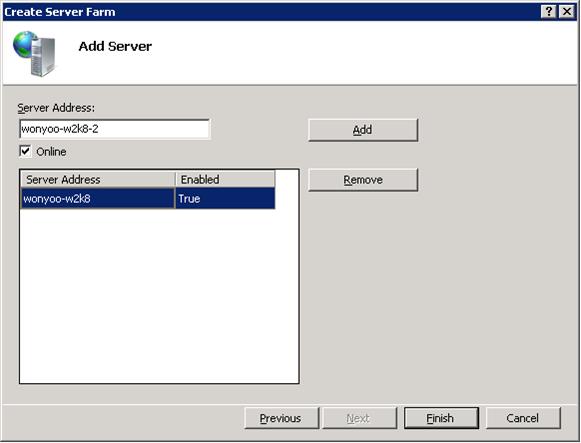 Create Server Farm
Add Server
Server Address:
wonyoo-w2k8-2
Add
Online
Server Address Enabled
Remove
wonyoo-w2k8 True
Previous Next Finish Cancel